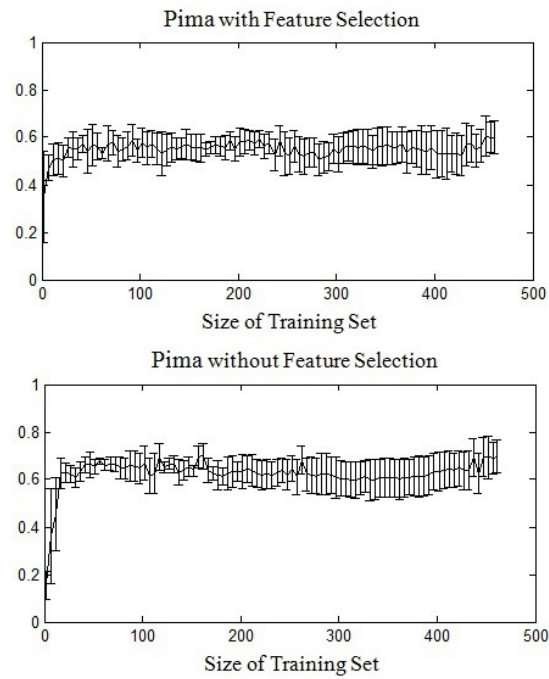 Pima with Feature Selection
1
0.8
0.6
0.4
0.2
0
0 100 200 300 400 500
Size of Training Set
Pima without Feature Selection
1
0.8
0.6
0.4
0.2
0
0 100 200 300 400 500
Size of Training Set